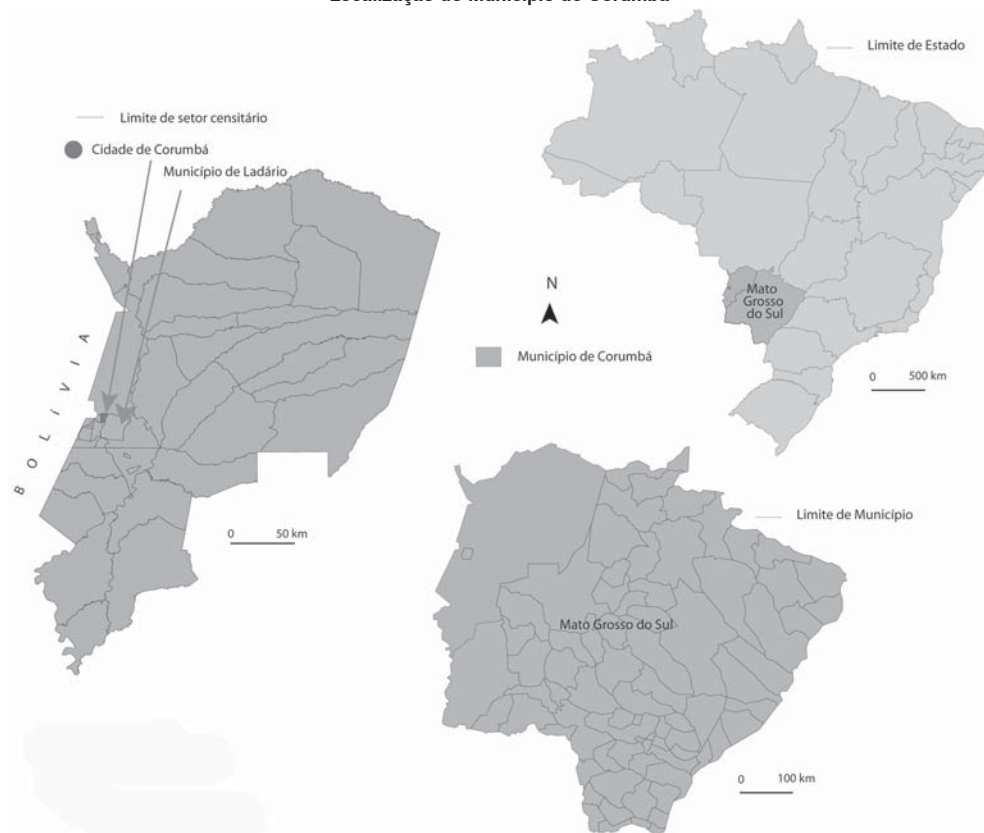 Localização do Município de Corumbá
Limite de setor censitário
Cidade de Corumbá
Município de Ladário
BOLÍVIA
0 50 km
N
Município de Corumbá
Limite de Estado
Mato
Grosso
do Sul
0 500 km
Limite de Município
Mato Grosso do Sul
0 100 km